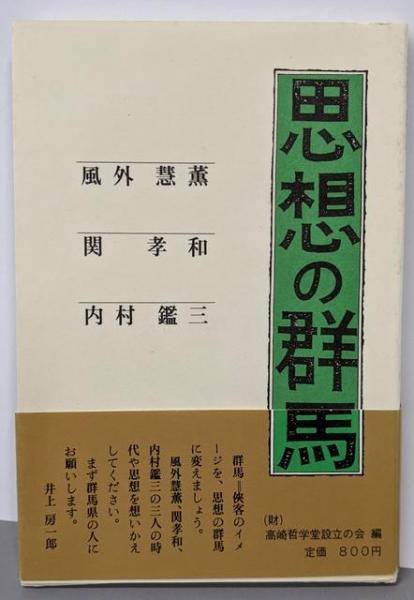 思想の群馬
風外慧薫
関孝和
内村鑑三
群馬=侠客のイメ
ージを、思想の群馬
に変えましょう。
風外慧薫、関孝和、
内村鑑三の三人の時
代や思想を想いかえ
してください。
まず群馬県の人に
お願いします。
井上房一郎
(財)
高崎哲学堂設立の会 編
定価 800円